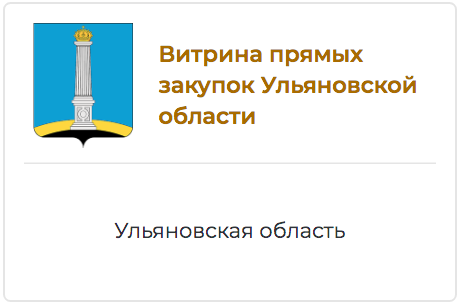 Витрина прямых
закупок Ульяновской
области
Ульяновская область